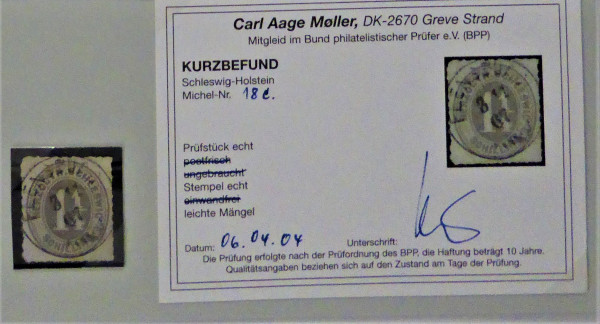 Carl Aage Møller, DK-2670 Greve Strand
Mitglied im Bund philatelistischer Prüfer e.V. (BPP)
KURZBEFUND
Schleswig-Holstein
Michel-Nr. 18c.
Prüfstück echt
postfrisch
ungebraucht
Stempel echt
einwandfrei
leichte Mängel
Datum: 06.04.04 Unterschrift:
Die Prüfung erfolgte nach der Prüfordnung des BPP, die Haftung beträgt 10 Jahre.
Qualitätsangaben beziehen sich auf den Zustand am Tage der Prüfung.